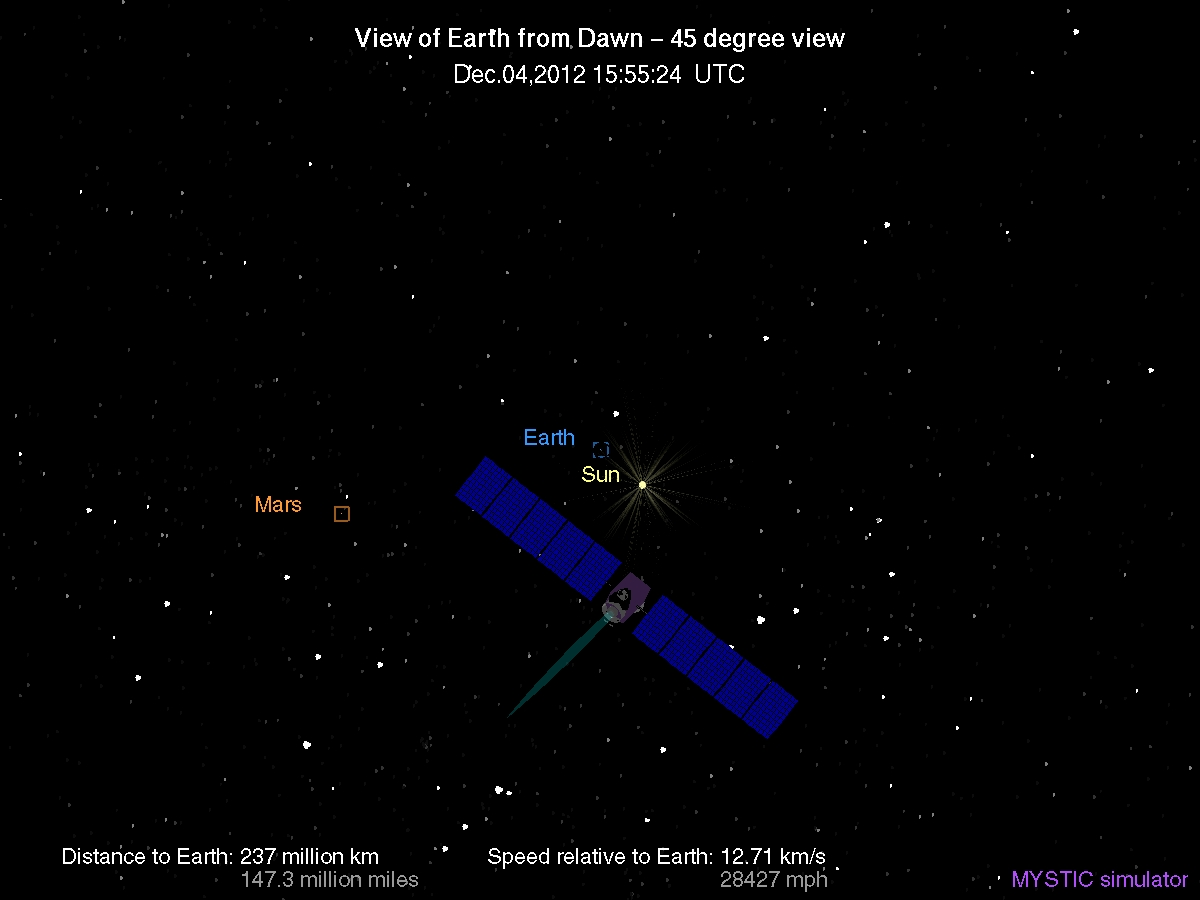 View of Earth from Dawn – 45 degree view
Dec.04,2012 15:55:24 UTC
Earth
Sun
Mars
Distance to Earth: 237 million km
147.3 million miles
Speed relative to Earth: 12.71 km/s
28427 mph
MYSTIC simulator